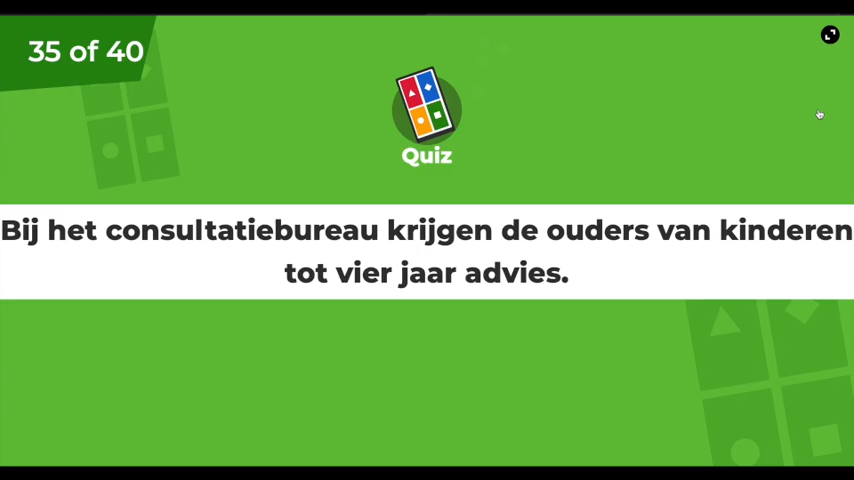 35 of 40
Quiz
Bij het consultatiebureau krijgen de ouders van kinderen
tot vier jaar advies.